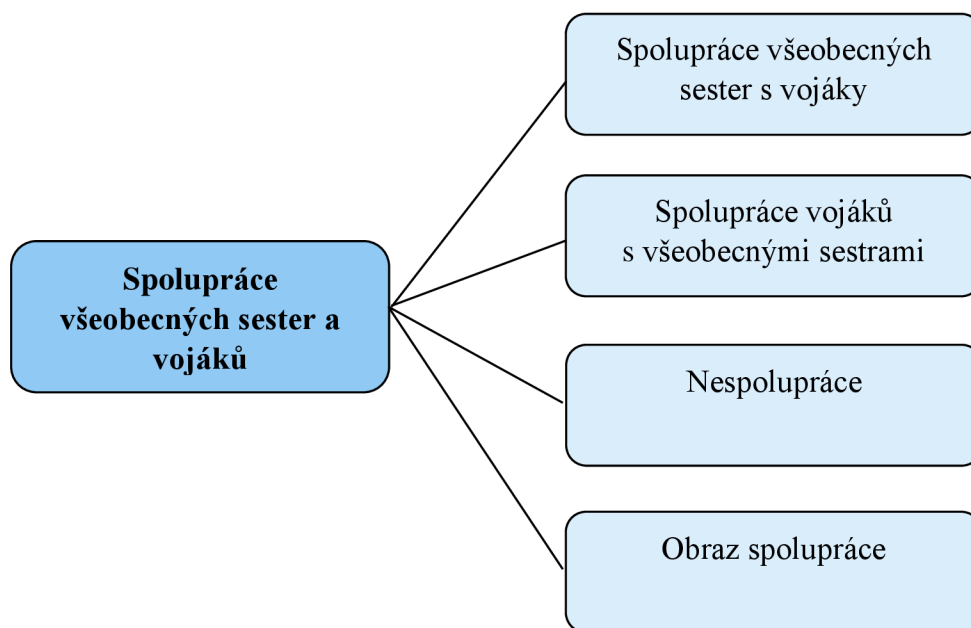 Spolupráce
všeobecných sester a
vojáků
Spolupráce všeobecných
sester s vojáky
Spolupráce vojáků
s všeobecnými sestrami
Nespolupráce
Obraz spolupráce